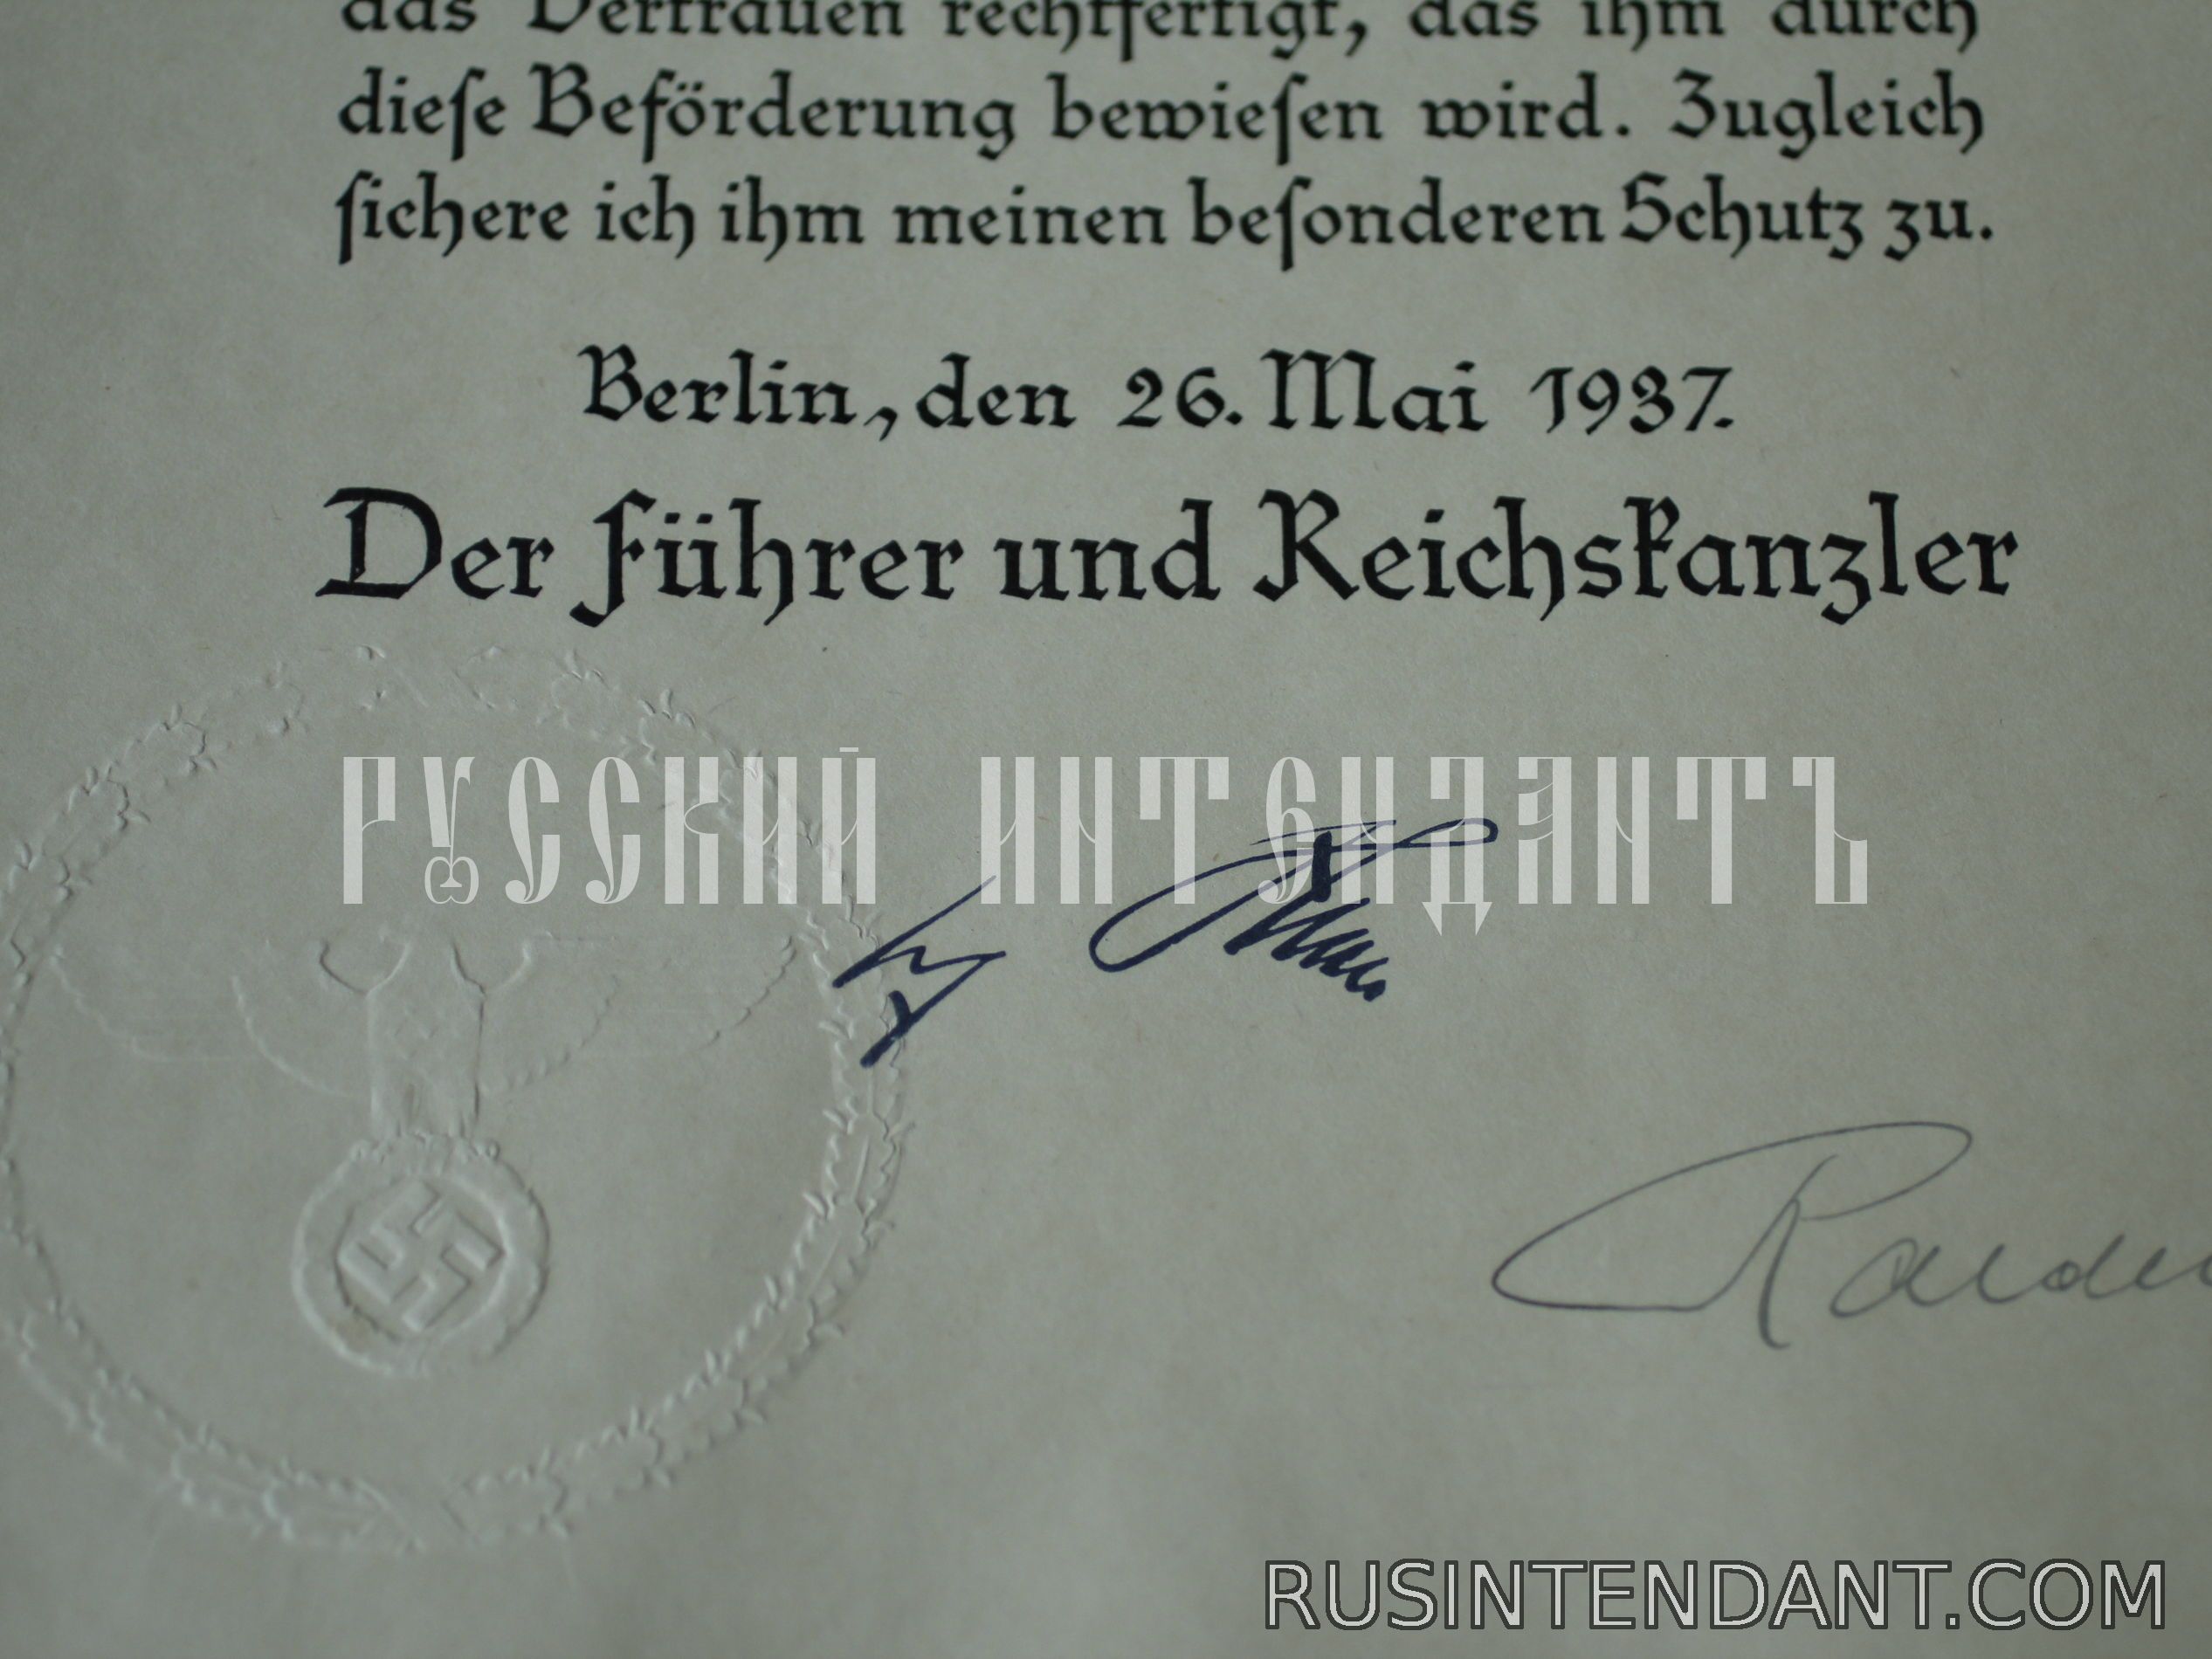 das Vertrauen rechtfertigt, das ihm durch
dieſe Beförderung bewieſen wird. Zugleich
ſichere ich ihm meinen beſonderen Schutz zu.
Berlin, den 26. Mai 1937.
Der Führer und Reichskanzler
РУССКИЙ ИНТЕНДАНТЪ
Raeder
RUSINTENDANT.COM